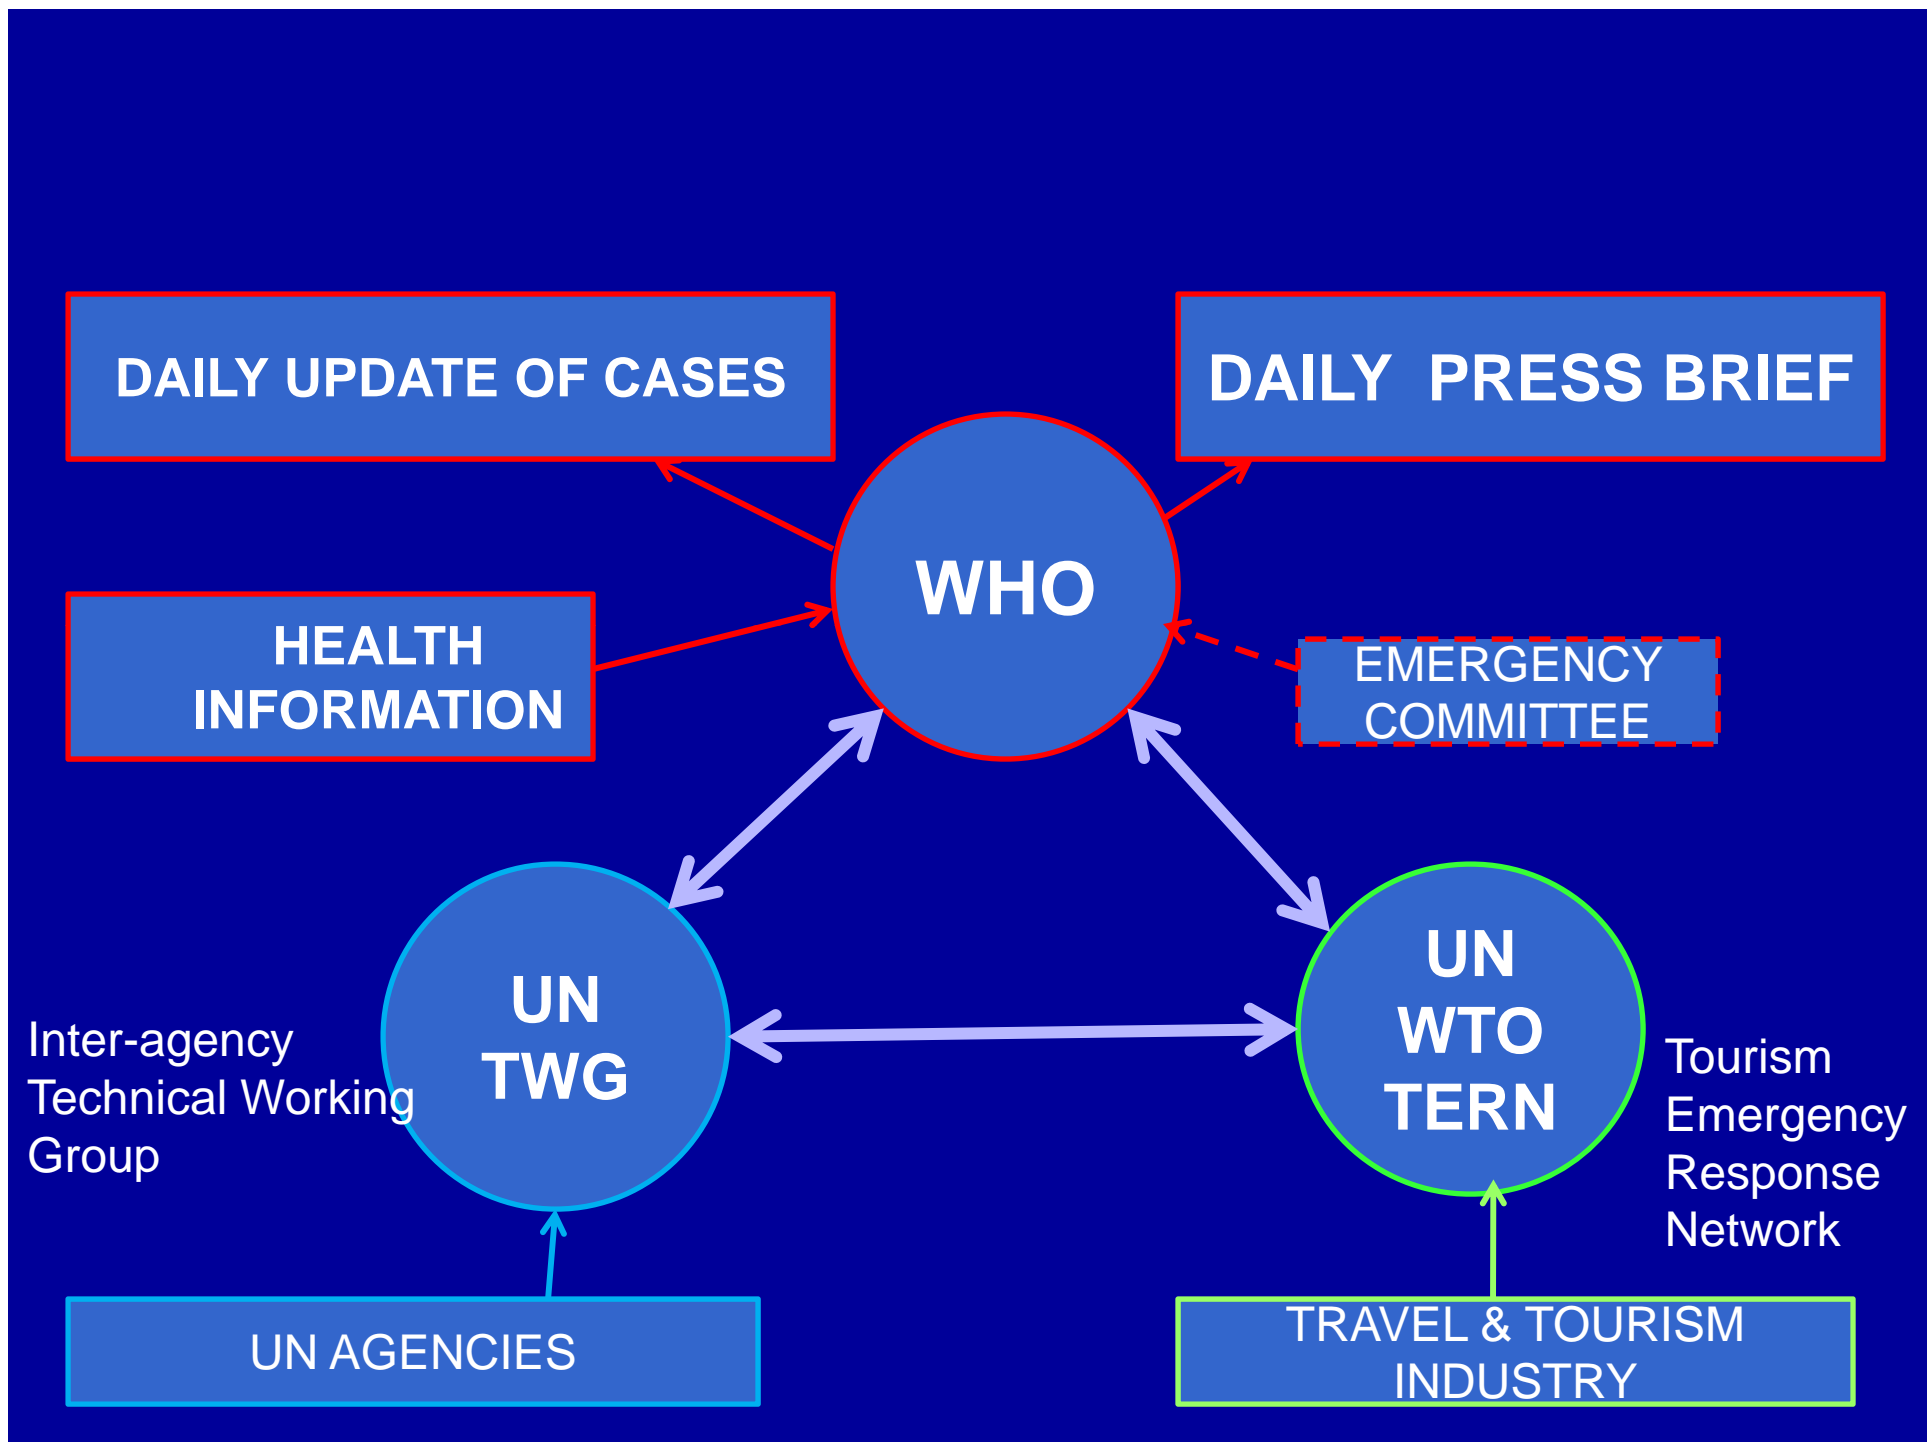 DAILY UPDATE OF CASES
DAILY  PRESS BRIEF
WHO
HEALTH
INFORMATION
EMERGENCY
COMMITTEE
UN
TWG
Inter-agency
Technical Working
Group
UN
WTO
TERN
Tourism
Emergency
Response
Network
UN AGENCIES
TRAVEL & TOURISM
INDUSTRY